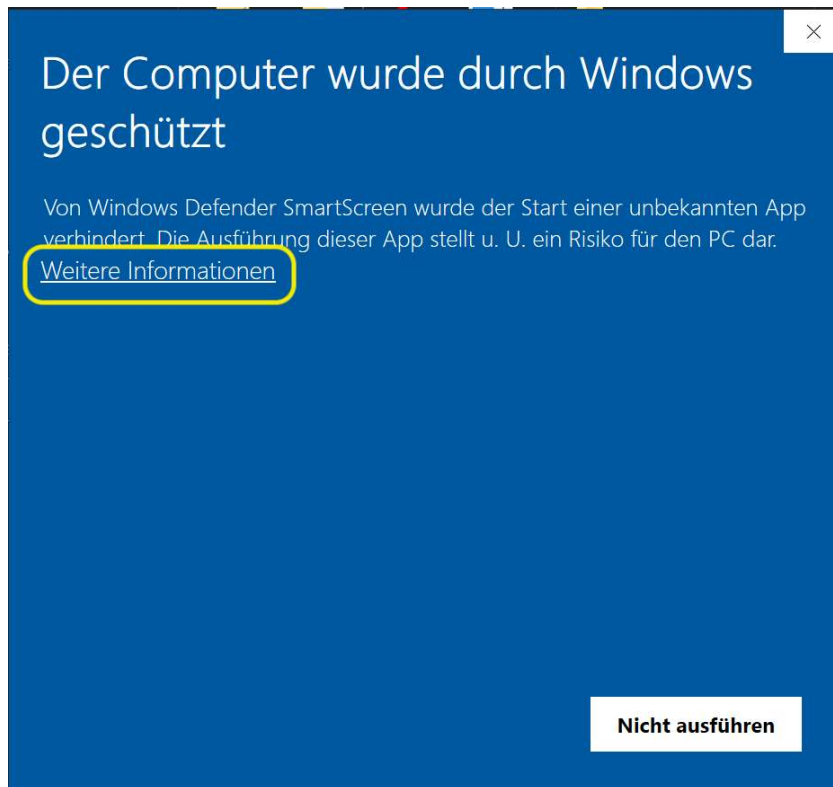 Der Computer wurde durch Windows
geschützt
Von Windows Defender SmartScreen wurde der Start einer unbekannten App
verhindert. Die Ausführung dieser App stellt u. U. ein Risiko für den PC dar.
Weitere Informationen
Nicht ausführen